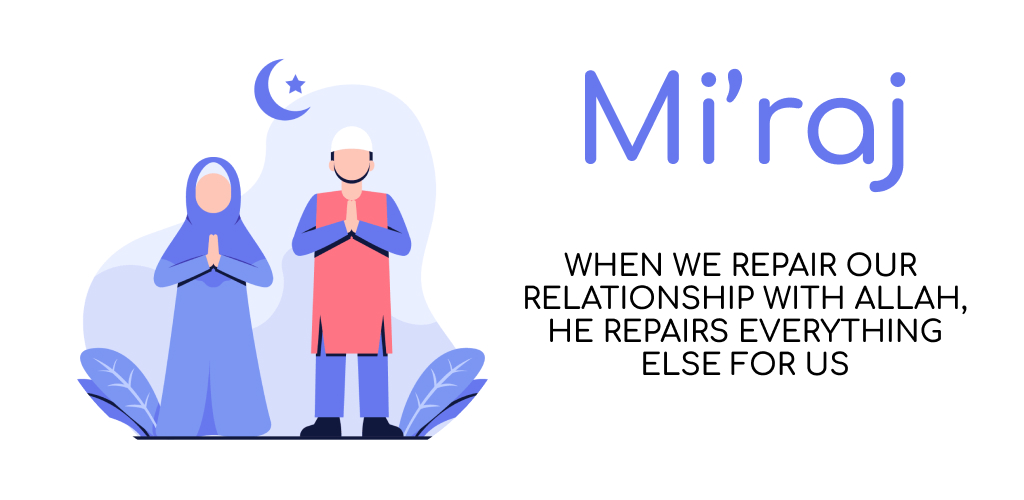 Mi’raj
WHEN WE REPAIR OUR
RELATIONSHIP WITH ALLAH,
HE REPAIRS EVERYTHING
ELSE FOR US